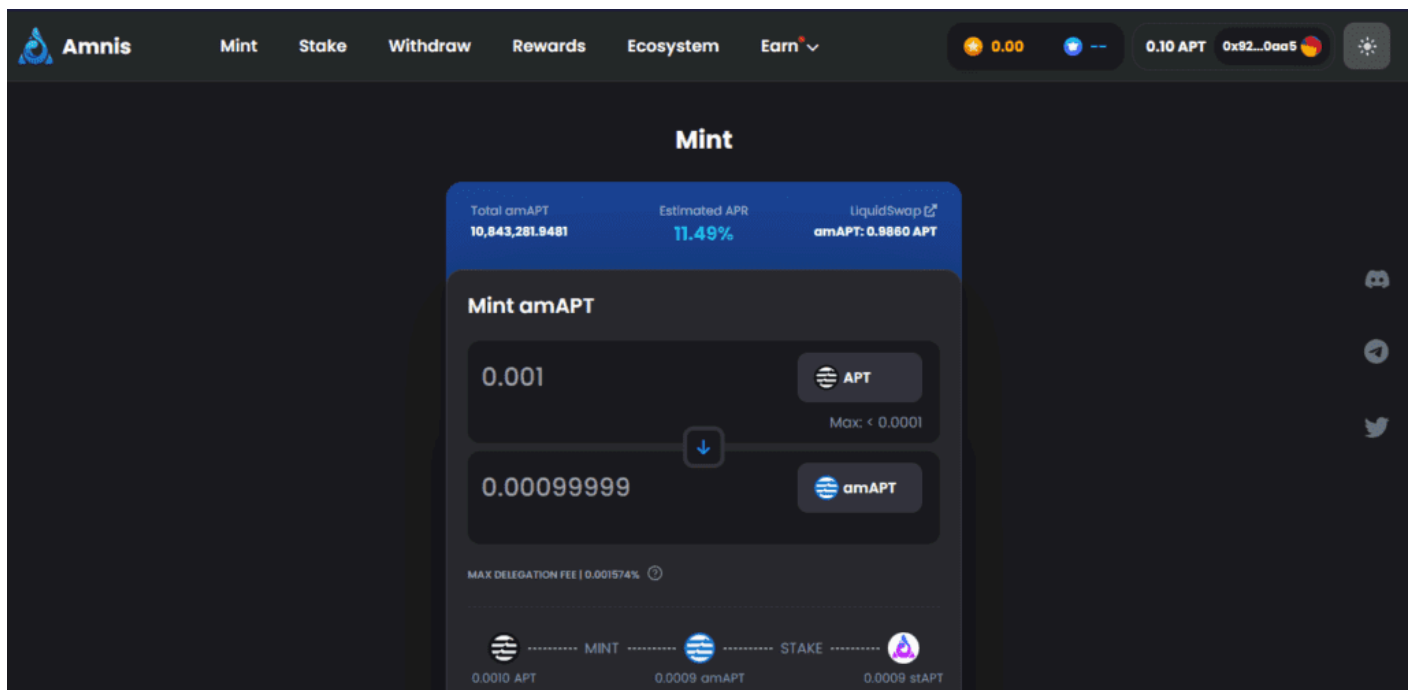 Amnis Mint Stake Withdraw Rewards Ecosystem Earn 0.00 -- 0.10 APT 0x92...0aa5
Mint
Total amAPT Estimated APR LiquidSwap
10,843,281.9481 11.49% amAPT: 0.9860 APT
Mint amAPT
0.001 APT
Max: < 0.0001
0.00099999 amAPT
MAX DELEGATION FEE | 0.001574%
MINT STAKE
0.0010 APT 0.0009 amAPT 0.0009 stAPT